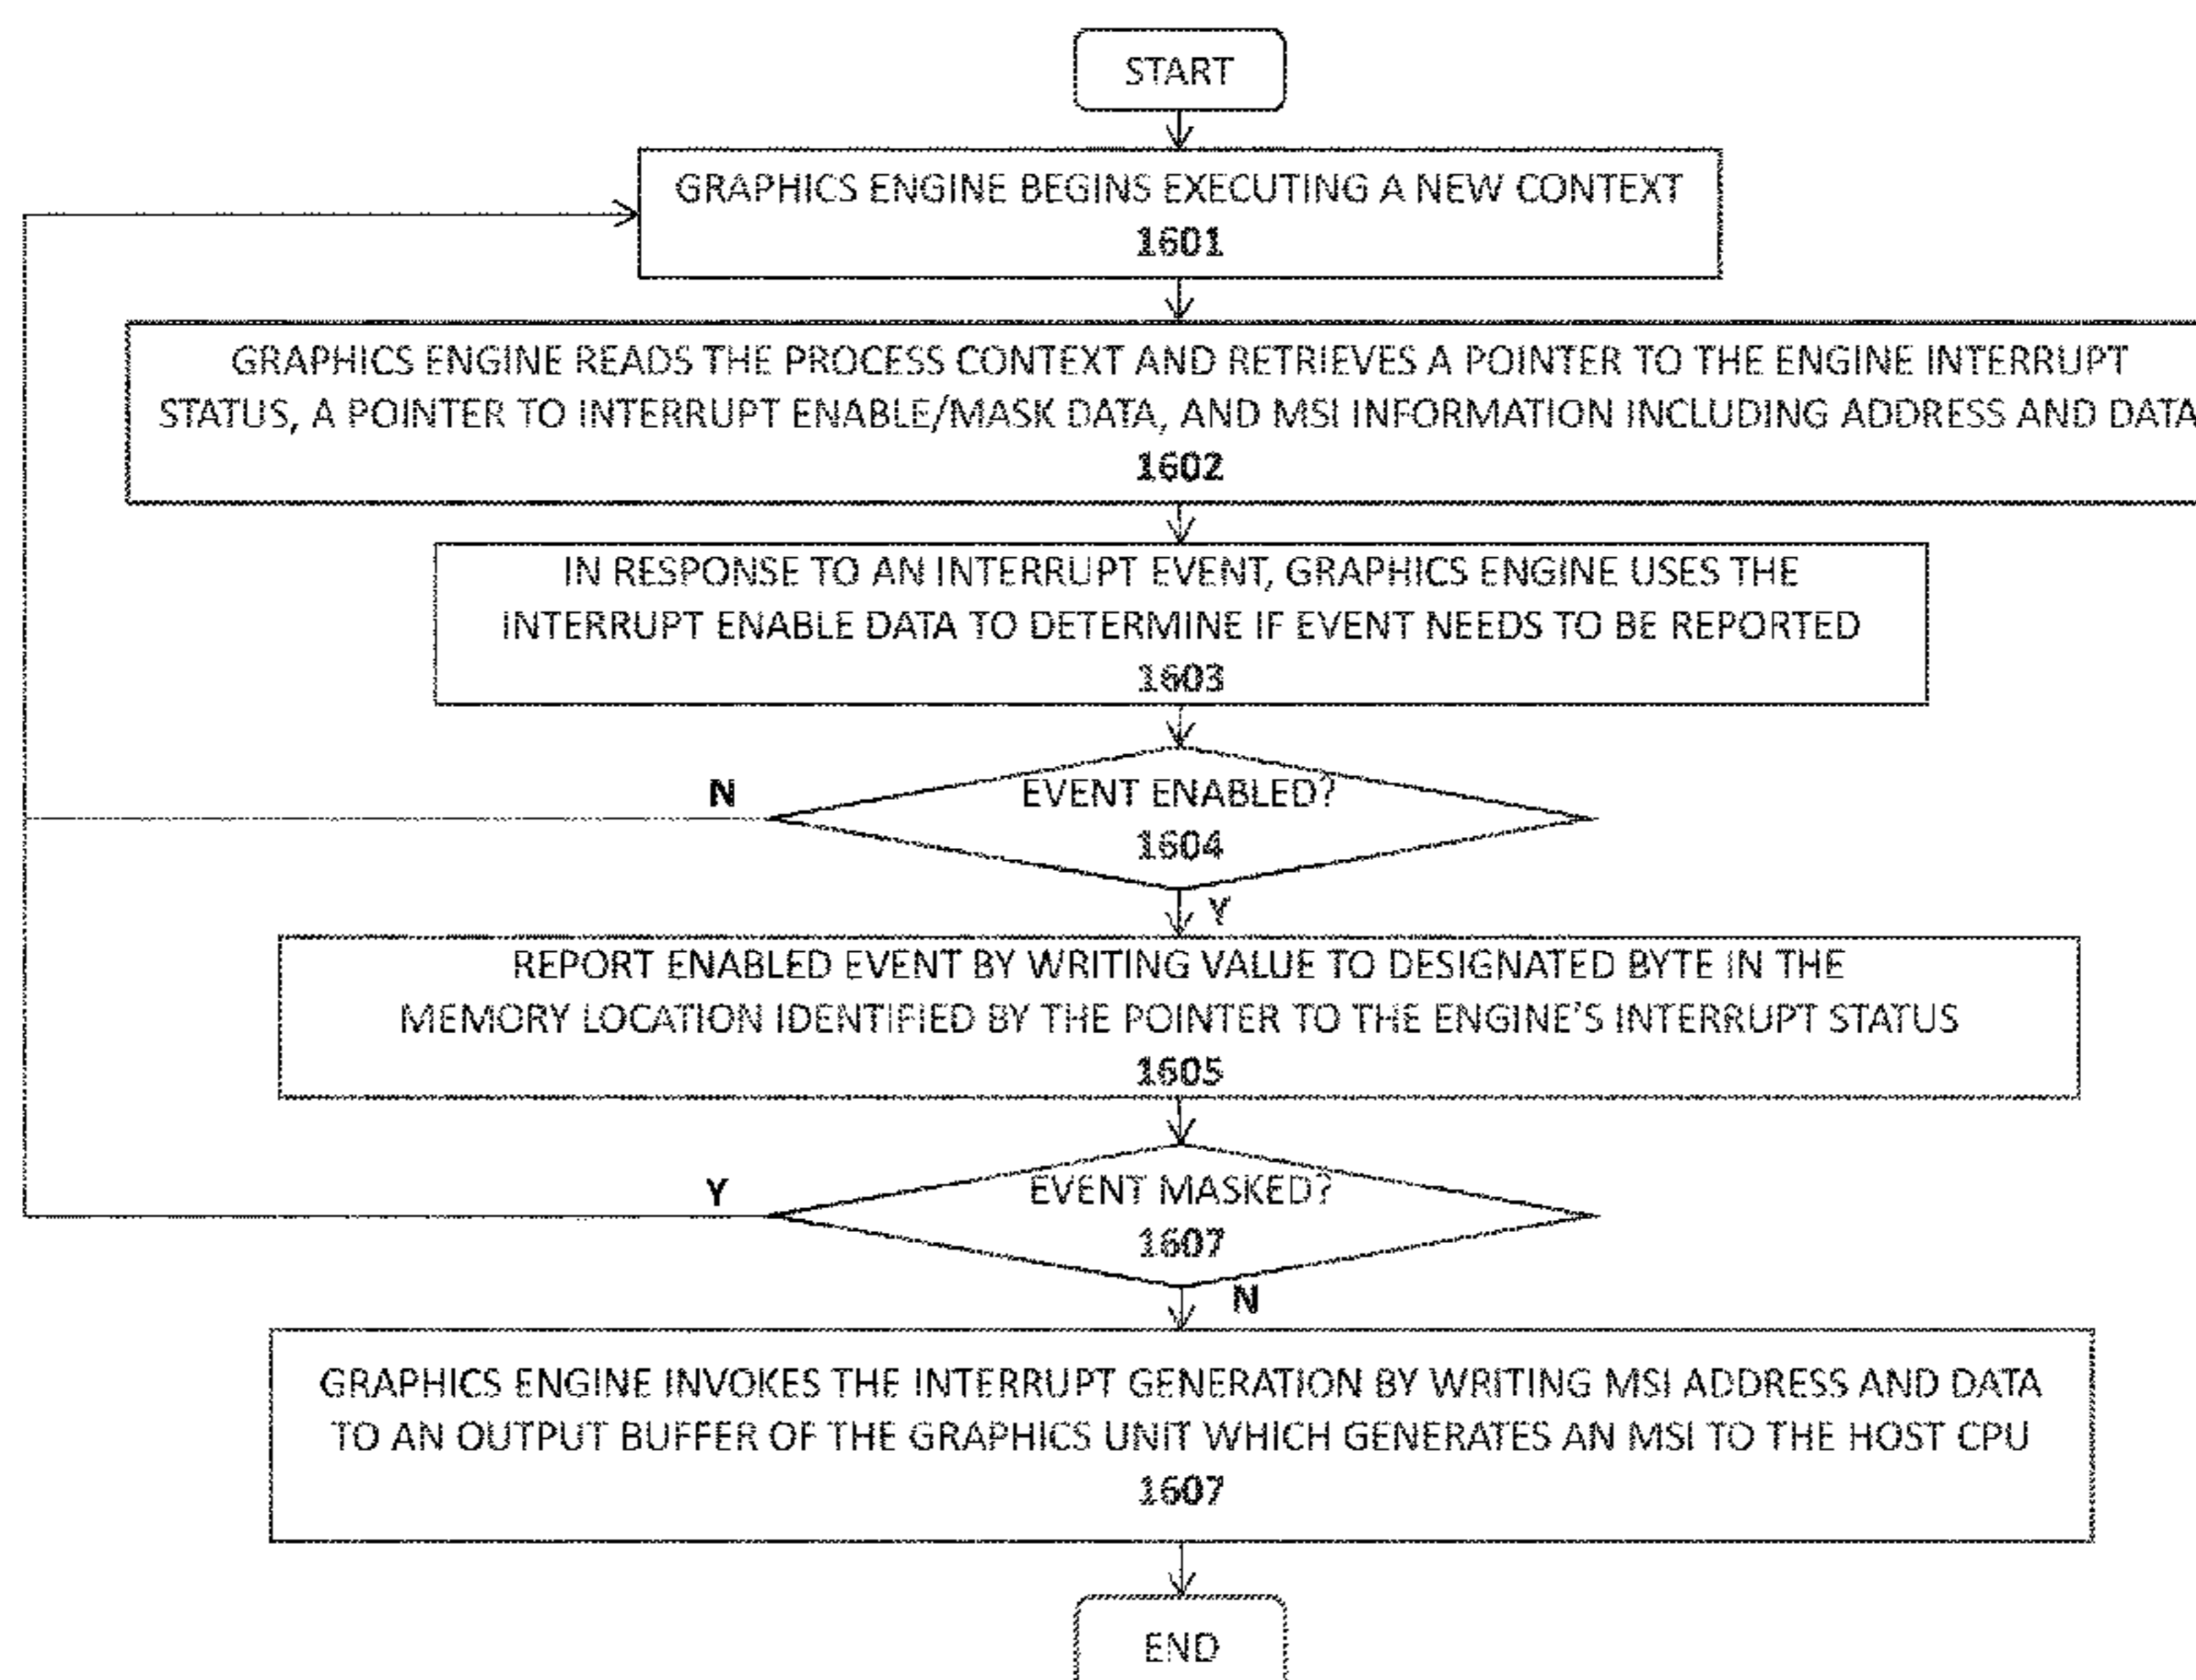 START
GRAPHICS ENGINE BEGINS EXECUTING A NEW CONTEXT
1601
GRAPHICS ENGINE READS THE PROCESS CONTEXT AND RETRIEVES A POINTER TO THE ENGINE INTERRUPT
STATUS, A POINTER TO INTERRUPT ENABLE/MASK DATA, AND MSI INFORMATION INCLUDING ADDRESS AND DATA
1602
IN RESPONSE TO AN INTERRUPT EVENT, GRAPHICS ENGINE USES THE
INTERRUPT ENABLE DATA TO DETERMINE IF EVENT NEEDS TO BE REPORTED
1603
N
EVENT ENABLED?
1604
Y
REPORT ENABLED EVENT BY WRITING VALUE TO DESIGNATED BYTE IN THE
MEMORY LOCATION IDENTIFIED BY THE POINTER TO THE ENGINE'S INTERRUPT STATUS
1605
Y
EVENT MASKED?
1607
N
GRAPHICS ENGINE INVOKES THE INTERRUPT GENERATION BY WRITING MSI ADDRESS AND DATA
TO AN OUTPUT BUFFER OF THE GRAPHICS UNIT WHICH GENERATES AN MSI TO THE HOST CPU
1607
END